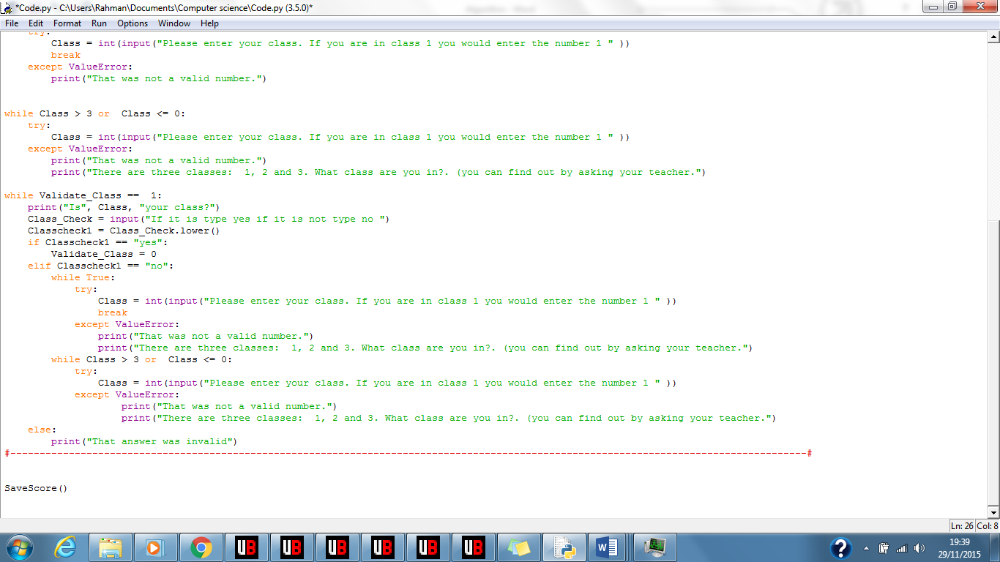 *Code.py - C:\Users\Rahman\Documents\Computer science\Code.py (3.5.0)*
File Edit Format Run Options Window Help
try:
Class = int(input("Please enter your class. If you are in class 1 you would enter the number 1 " ))
break
except ValueError:
print("That was not a valid number.")
while Class > 3 or  Class <= 0:
try:
Class = int(input("Please enter your class. If you are in class 1 you would enter the number 1 " ))
except ValueError:
print("That was not a valid number.")
print("There are three classes:  1, 2 and 3. What class are you in?. (you can find out by asking your teacher.")
while Validate_Class ==  1:
print("Is", Class, "your class?")
Class_Check = input("If it is type yes if it is not type no ")
Classcheck1 = Class_Check.lower()
if Classcheck1 == "yes":
Validate_Class = 0
elif Classcheck1 == "no":
while True:
try:
Class = int(input("Please enter your class. If you are in class 1 you would enter the number 1 " ))
break
except ValueError:
print("That was not a valid number.")
print("There are three classes:  1, 2 and 3. What class are you in?. (you can find out by asking your teacher.")
while Class > 3 or  Class <= 0:
try:
Class = int(input("Please enter your class. If you are in class 1 you would enter the number 1 " ))
except ValueError:
print("That was not a valid number.")
print("There are three classes:  1, 2 and 3. What class are you in?. (you can find out by asking your teacher.")
else:
print("That answer was invalid")
#----------------------------------------------------------------------------------------------------------------------------------------#
SaveScore()
Ln: 26 Col: 8
UB UB UB UB UB UB W ? 19:39
29/11/2015